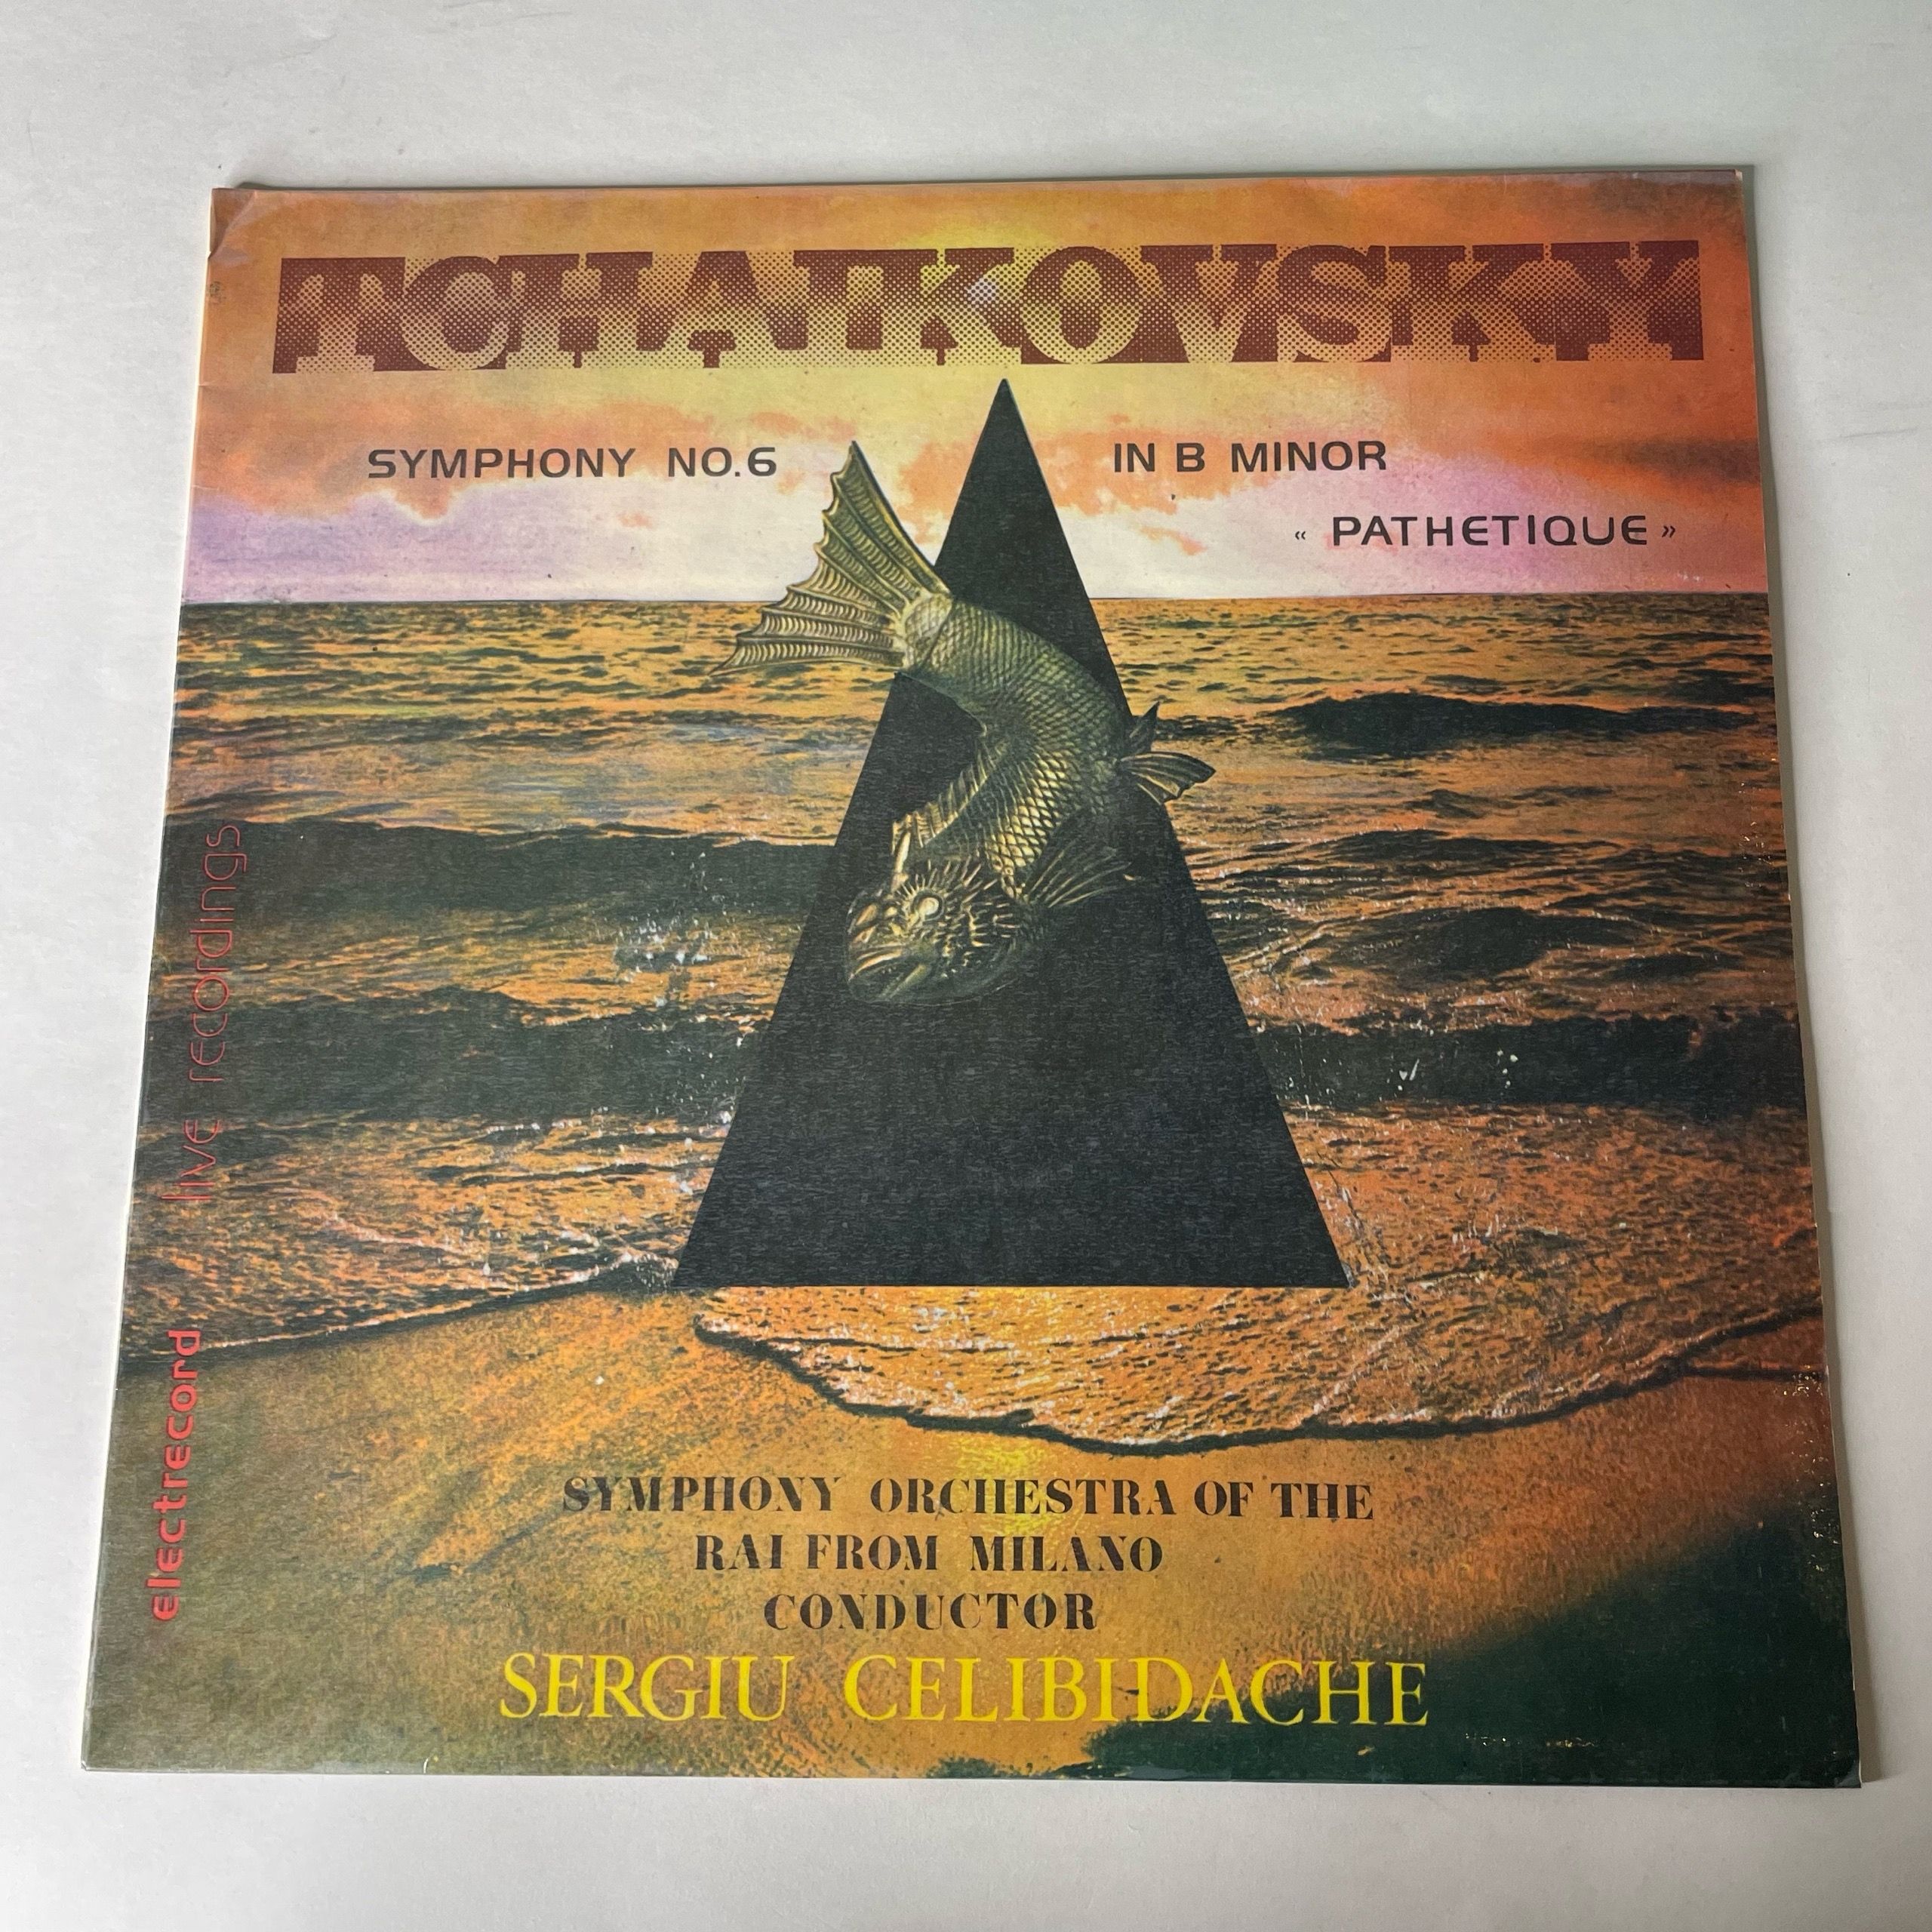 TCHAIKOVSKY
SYMPHONY NO.6 IN B MINOR
« PATHETIQUE »
live recordings
electrecord
SYMPHONY ORCHESTRA OF THE
RAI FROM MILANO
CONDUCTOR
SERGIU CELIBIDACHE